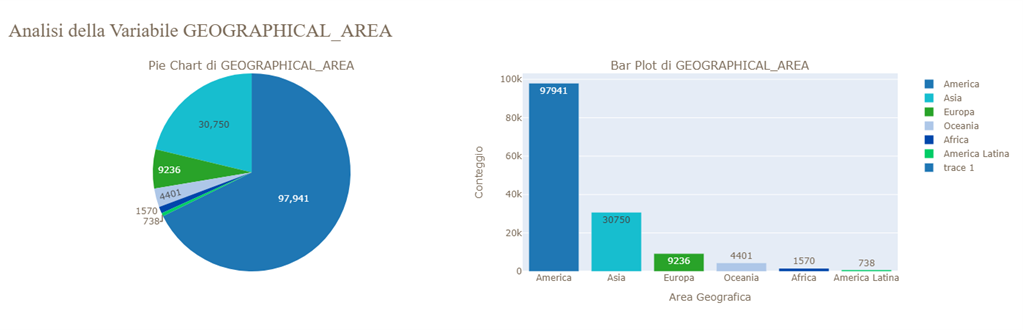 Analisi della Variabile GEOGRAPHICAL_AREA
Pie Chart di GEOGRAPHICAL_AREA
30,750
9236
4401
1570
738
97,941
Bar Plot di GEOGRAPHICAL_AREA
Conteggio
100k
80k
60k
40k
20k
0
97941
30750
9236
4401
1570
738
America
Asia
Europa
Oceania
Africa
America Latina
Area Geografica
America
Asia
Europa
Oceania
Africa
America Latina
trace 1